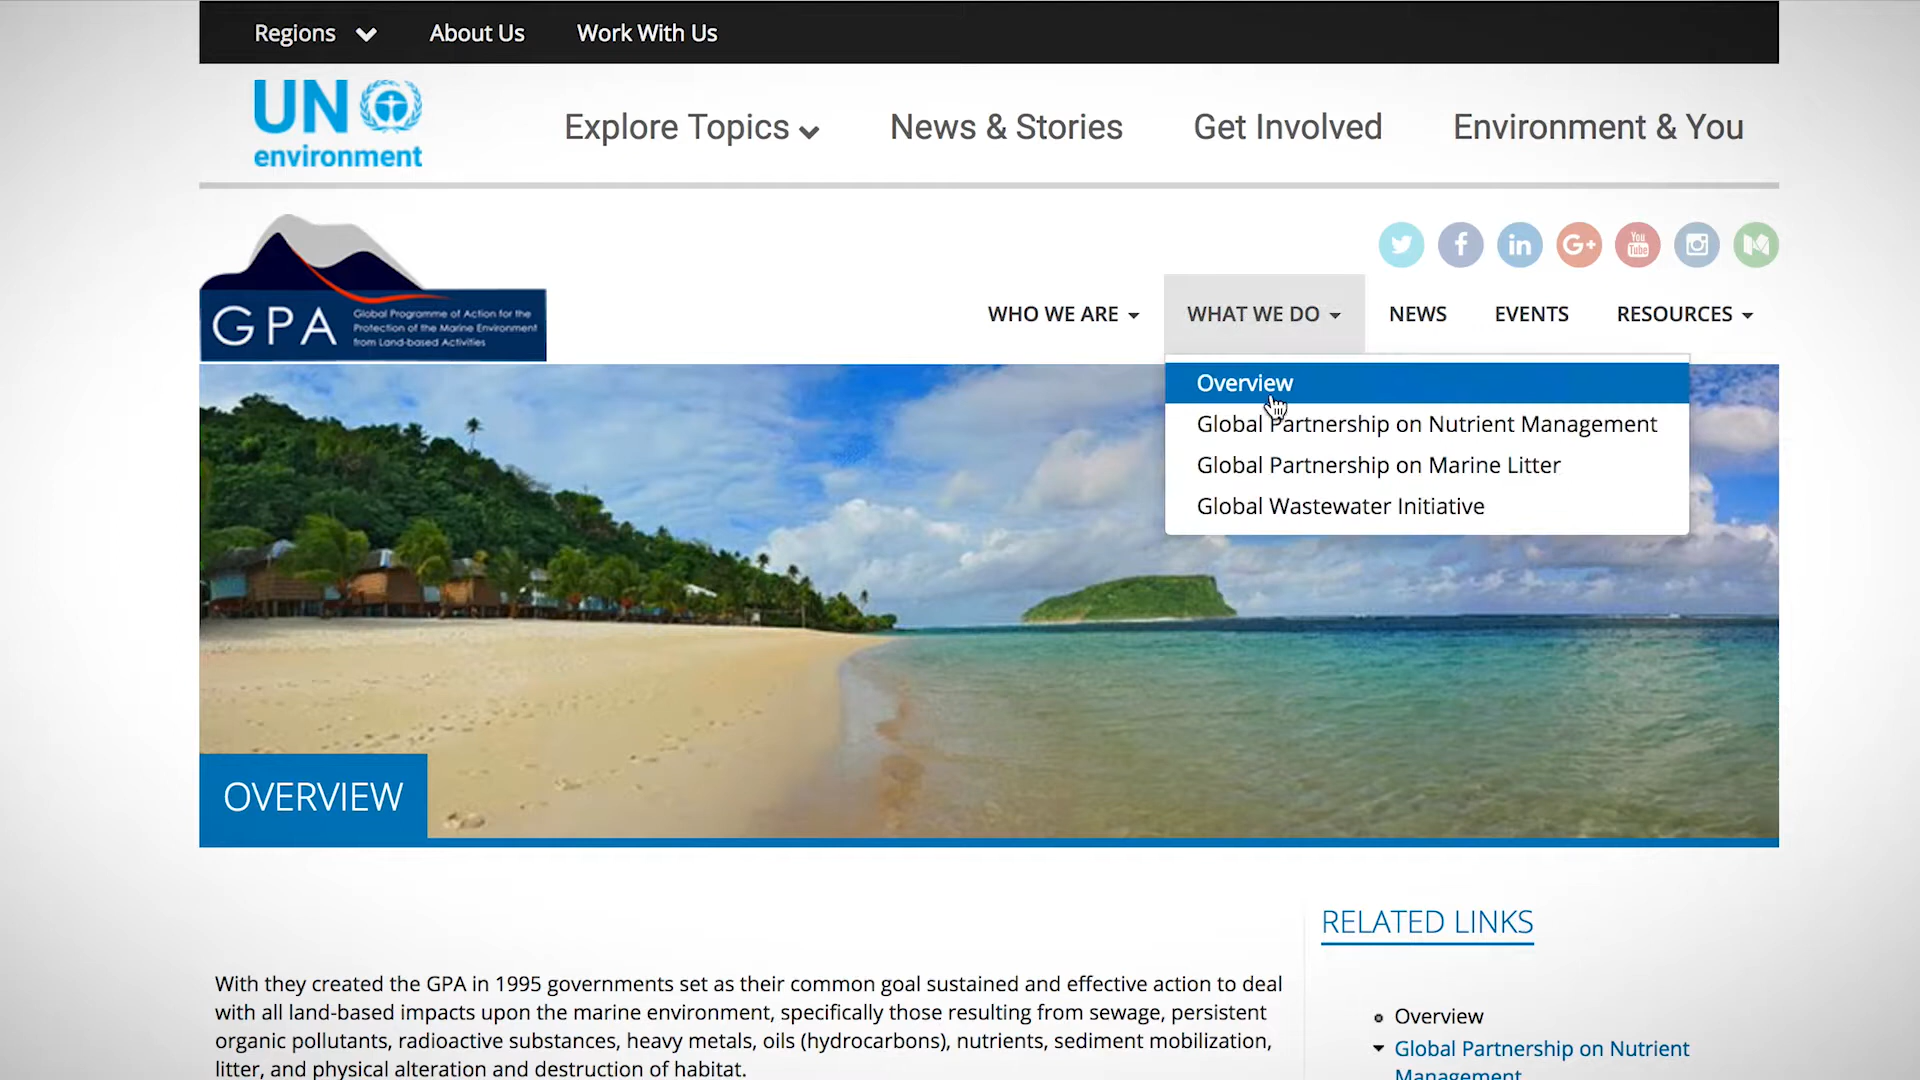 Regions
About Us
Work With Us
UN
environment
Explore Topics
News & Stories
Get Involved
Environment & You
GPA
Global Programme of Action for the
Protection of the Marine Environment
from Land-based Activities
G+
You
Tube
WHO WE ARE
WHAT WE DO
NEWS
EVENTS
RESOURCES
Overview
Global Partnership on Nutrient Management
Global Partnership on Marine Litter
Global Wastewater Initiative
OVERVIEW
With they created the GPA in 1995 governments set as their common goal sustained and effective action to deal
with all land-based impacts upon the marine environment, specifically those resulting from sewage, persistent
organic pollutants, radioactive substances, heavy metals, oils (hydrocarbons), nutrients, sediment mobilization,
litter, and physical alteration and destruction of habitat.
RELATED LINKS
Overview
Global Partnership on Nutrient
Management